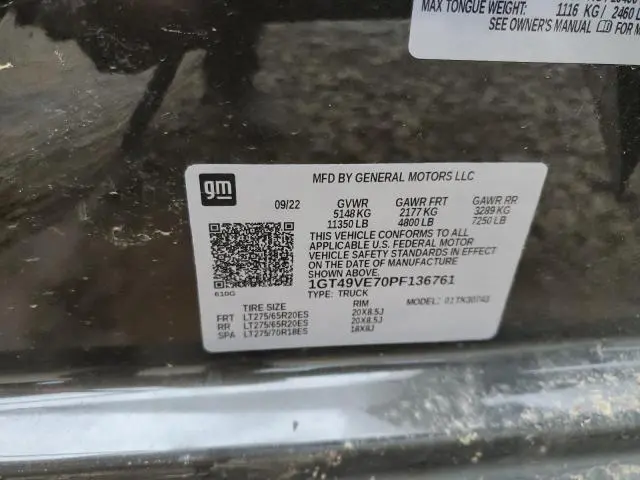 MAX TONGUE WEIGHT: 1116 KG/ 2460
SEE OWNER'S MANUAL FOR
gm
MFD BY GENERAL MOTORS LLC
09/22 GVWR GAWR FRT GAWR RR
5148 KG 2177 KG 3289 KG
11350 LB 4800 LB 7250 LB
THIS VEHICLE CONFORMS TO ALL
APPLICABLE U.S. FEDERAL MOTOR
VEHICLE SAFETY STANDARDS IN EFFECT
ON THE DATE OF MANUFACTURE
SHOWN ABOVE.
1GT49VE70PF136761
610G TYPE: TRUCK MODEL:
TIRE SIZE RIM
FRT LT275/65R20ES 20X8.5J
RR LT275/65R20ES 20X8.5J
SPA LT275/70R18ES 18X8J